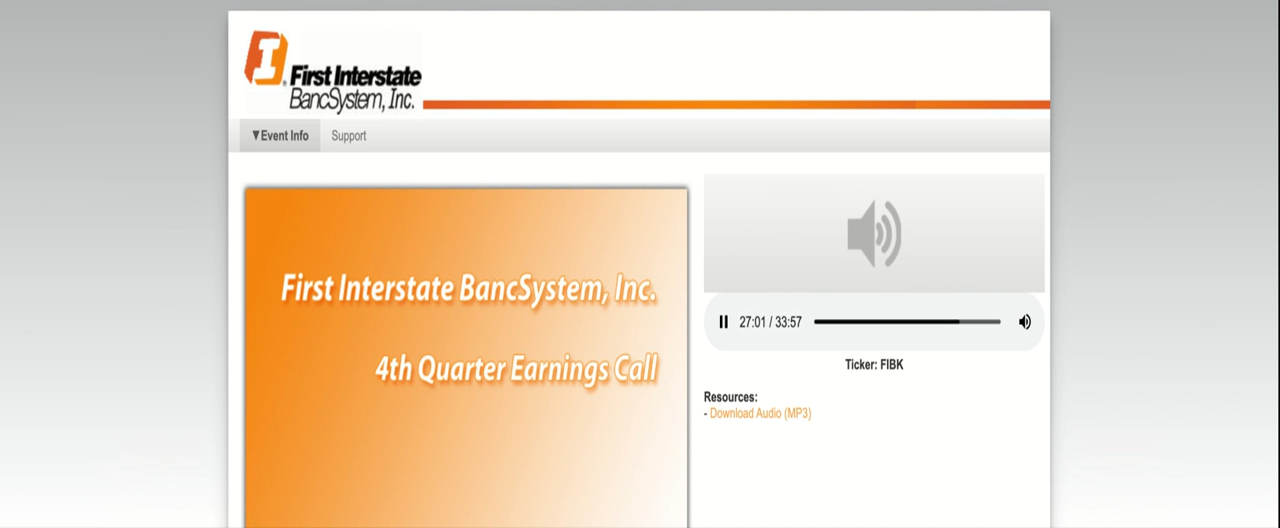 First Interstate
BancSystem, Inc.
▼Event Info
Support
First Interstate BancSystem, Inc.
4th Quarter Earnings Call
27:01 / 33:57
Ticker: FIBK
Resources:
- Download Audio (MP3)